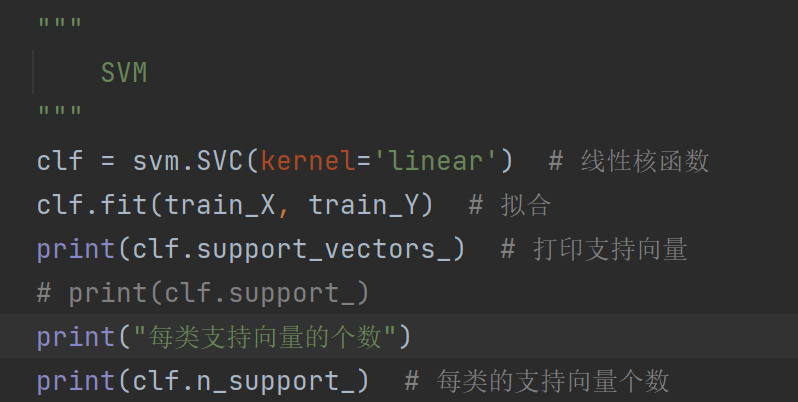 """
    SVM
"""
clf = svm.SVC(kernel='linear')  # 线性核函数
clf.fit(train_X, train_Y)  # 拟合
print(clf.support_vectors_)  # 打印支持向量
# print(clf.support_)
print("每类支持向量的个数")
print(clf.n_support_)  # 每类的支持向量个数